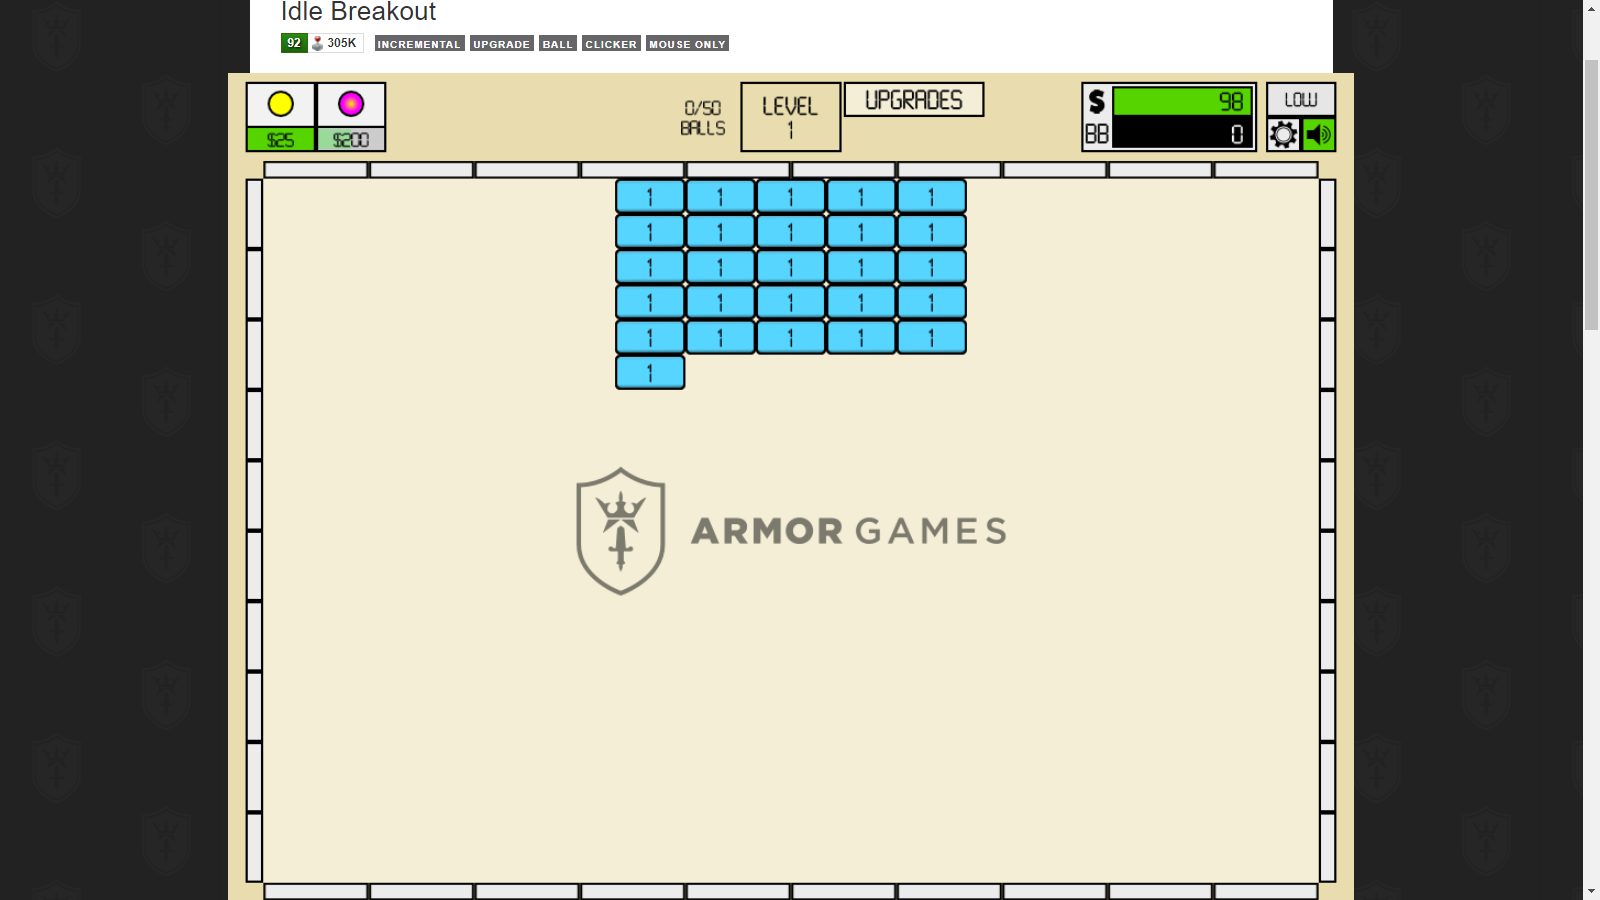 Idle Breakout
92 305K INCREMENTAL UPGRADE BALL CLICKER MOUSE ONLY
$25 $200
0/50
BALLS
LEVEL
1
UPGRADES
$ 98
BB 0
LOW
1 1 1 1 1
1 1 1 1 1
1 1 1 1 1
1 1 1 1 1
1 1 1 1 1
1
ARMOR GAMES